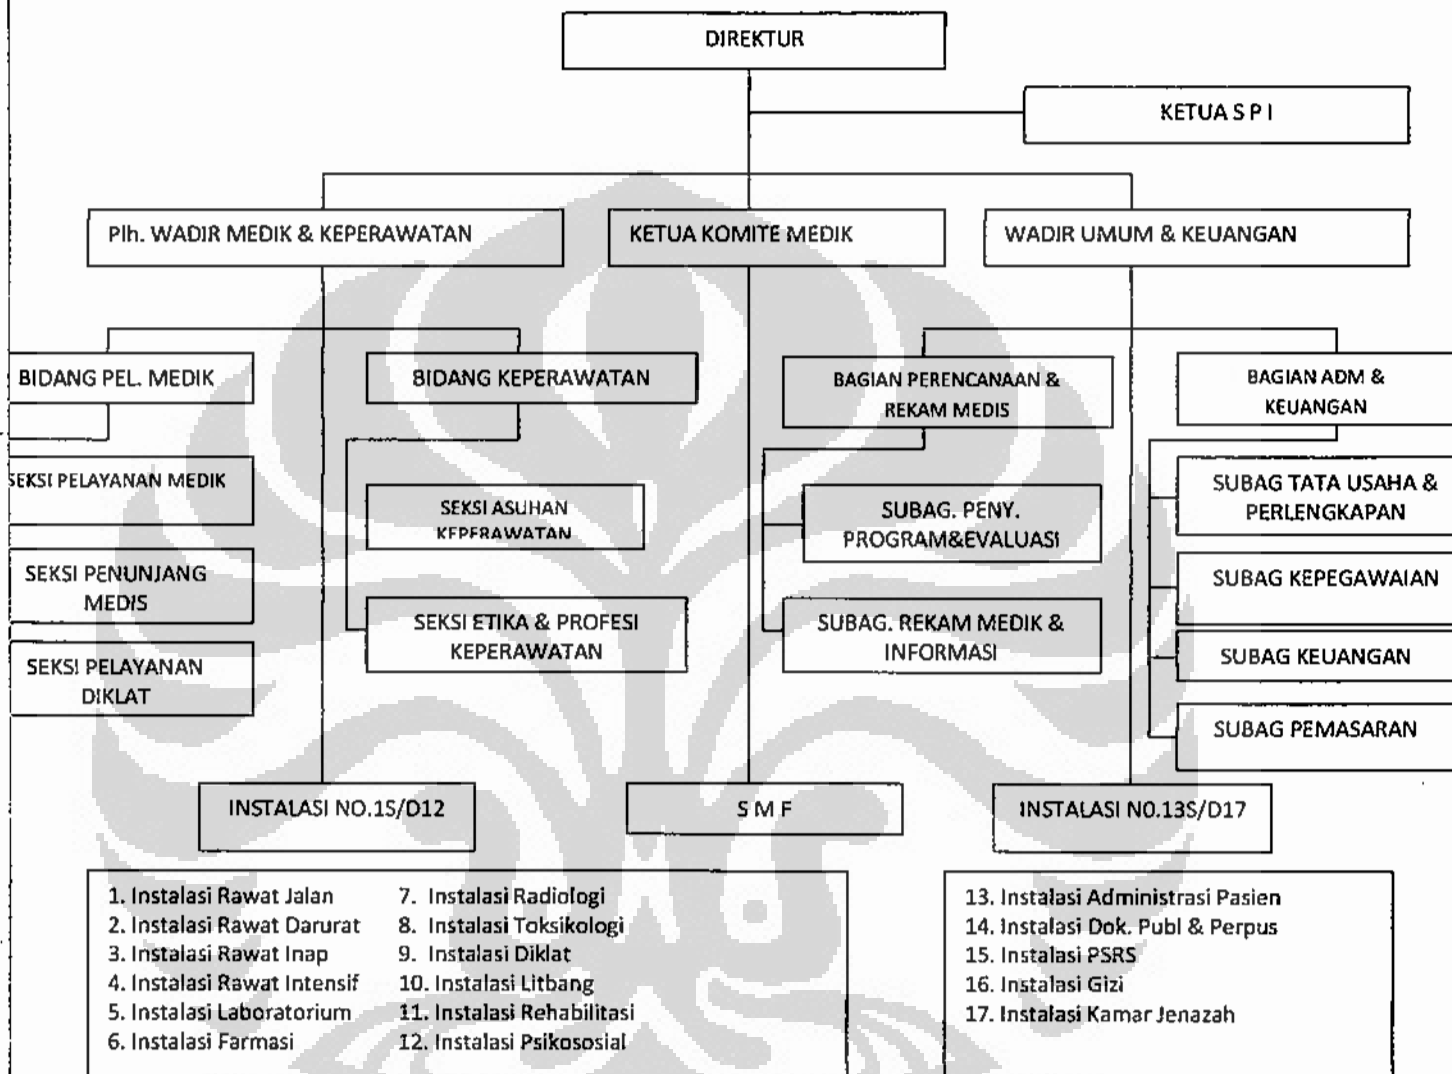 DIREKTUR
KETUA S P I
Plh. WADIR MEDIK & KEPERAWATAN
KETUA KOMITE MEDIK
WADIR UMUM & KEUANGAN
BIDANG PEL. MEDIK
BIDANG KEPERAWATAN
BAGIAN PERENCANAAN &
REKAM MEDIS
BAGIAN ADM &
KEUANGAN
SEKSI PELAYANAN MEDIK
SEKSI PENUNJANG
MEDIS
SEKSI PELAYANAN
DIKLAT
SEKSI ASUHAN
KEPERAWATAN
SEKSI ETIKA & PROFESI
KEPERAWATAN
SUBAG. PENY.
PROGRAM&EVALUASI
SUBAG. REKAM MEDIK &
INFORMASI
SUBAG TATA USAHA &
PERLENGKAPAN
SUBAG KEPEGAWAIAN
SUBAG KEUANGAN
SUBAG PEMASARAN
INSTALASI NO.1S/D12
S M F
INSTALASI NO.13S/D17
1. Instalasi Rawat Jalan
2. Instalasi Rawat Darurat
3. Instalasi Rawat Inap
4. Instalasi Rawat Intensif
5. Instalasi Laboratorium
6. Instalasi Farmasi
7. Instalasi Radiologi
8. Instalasi Toksikologi
9. Instalasi Diklat
10. Instalasi Litbang
11. Instalasi Rehabilitasi
12. Instalasi Psikososial
13. Instalasi Administrasi Pasien
14. Instalasi Dok. Publ & Perpus
15. Instalasi PSRS
16. Instalasi Gizi
17. Instalasi Kamar Jenazah